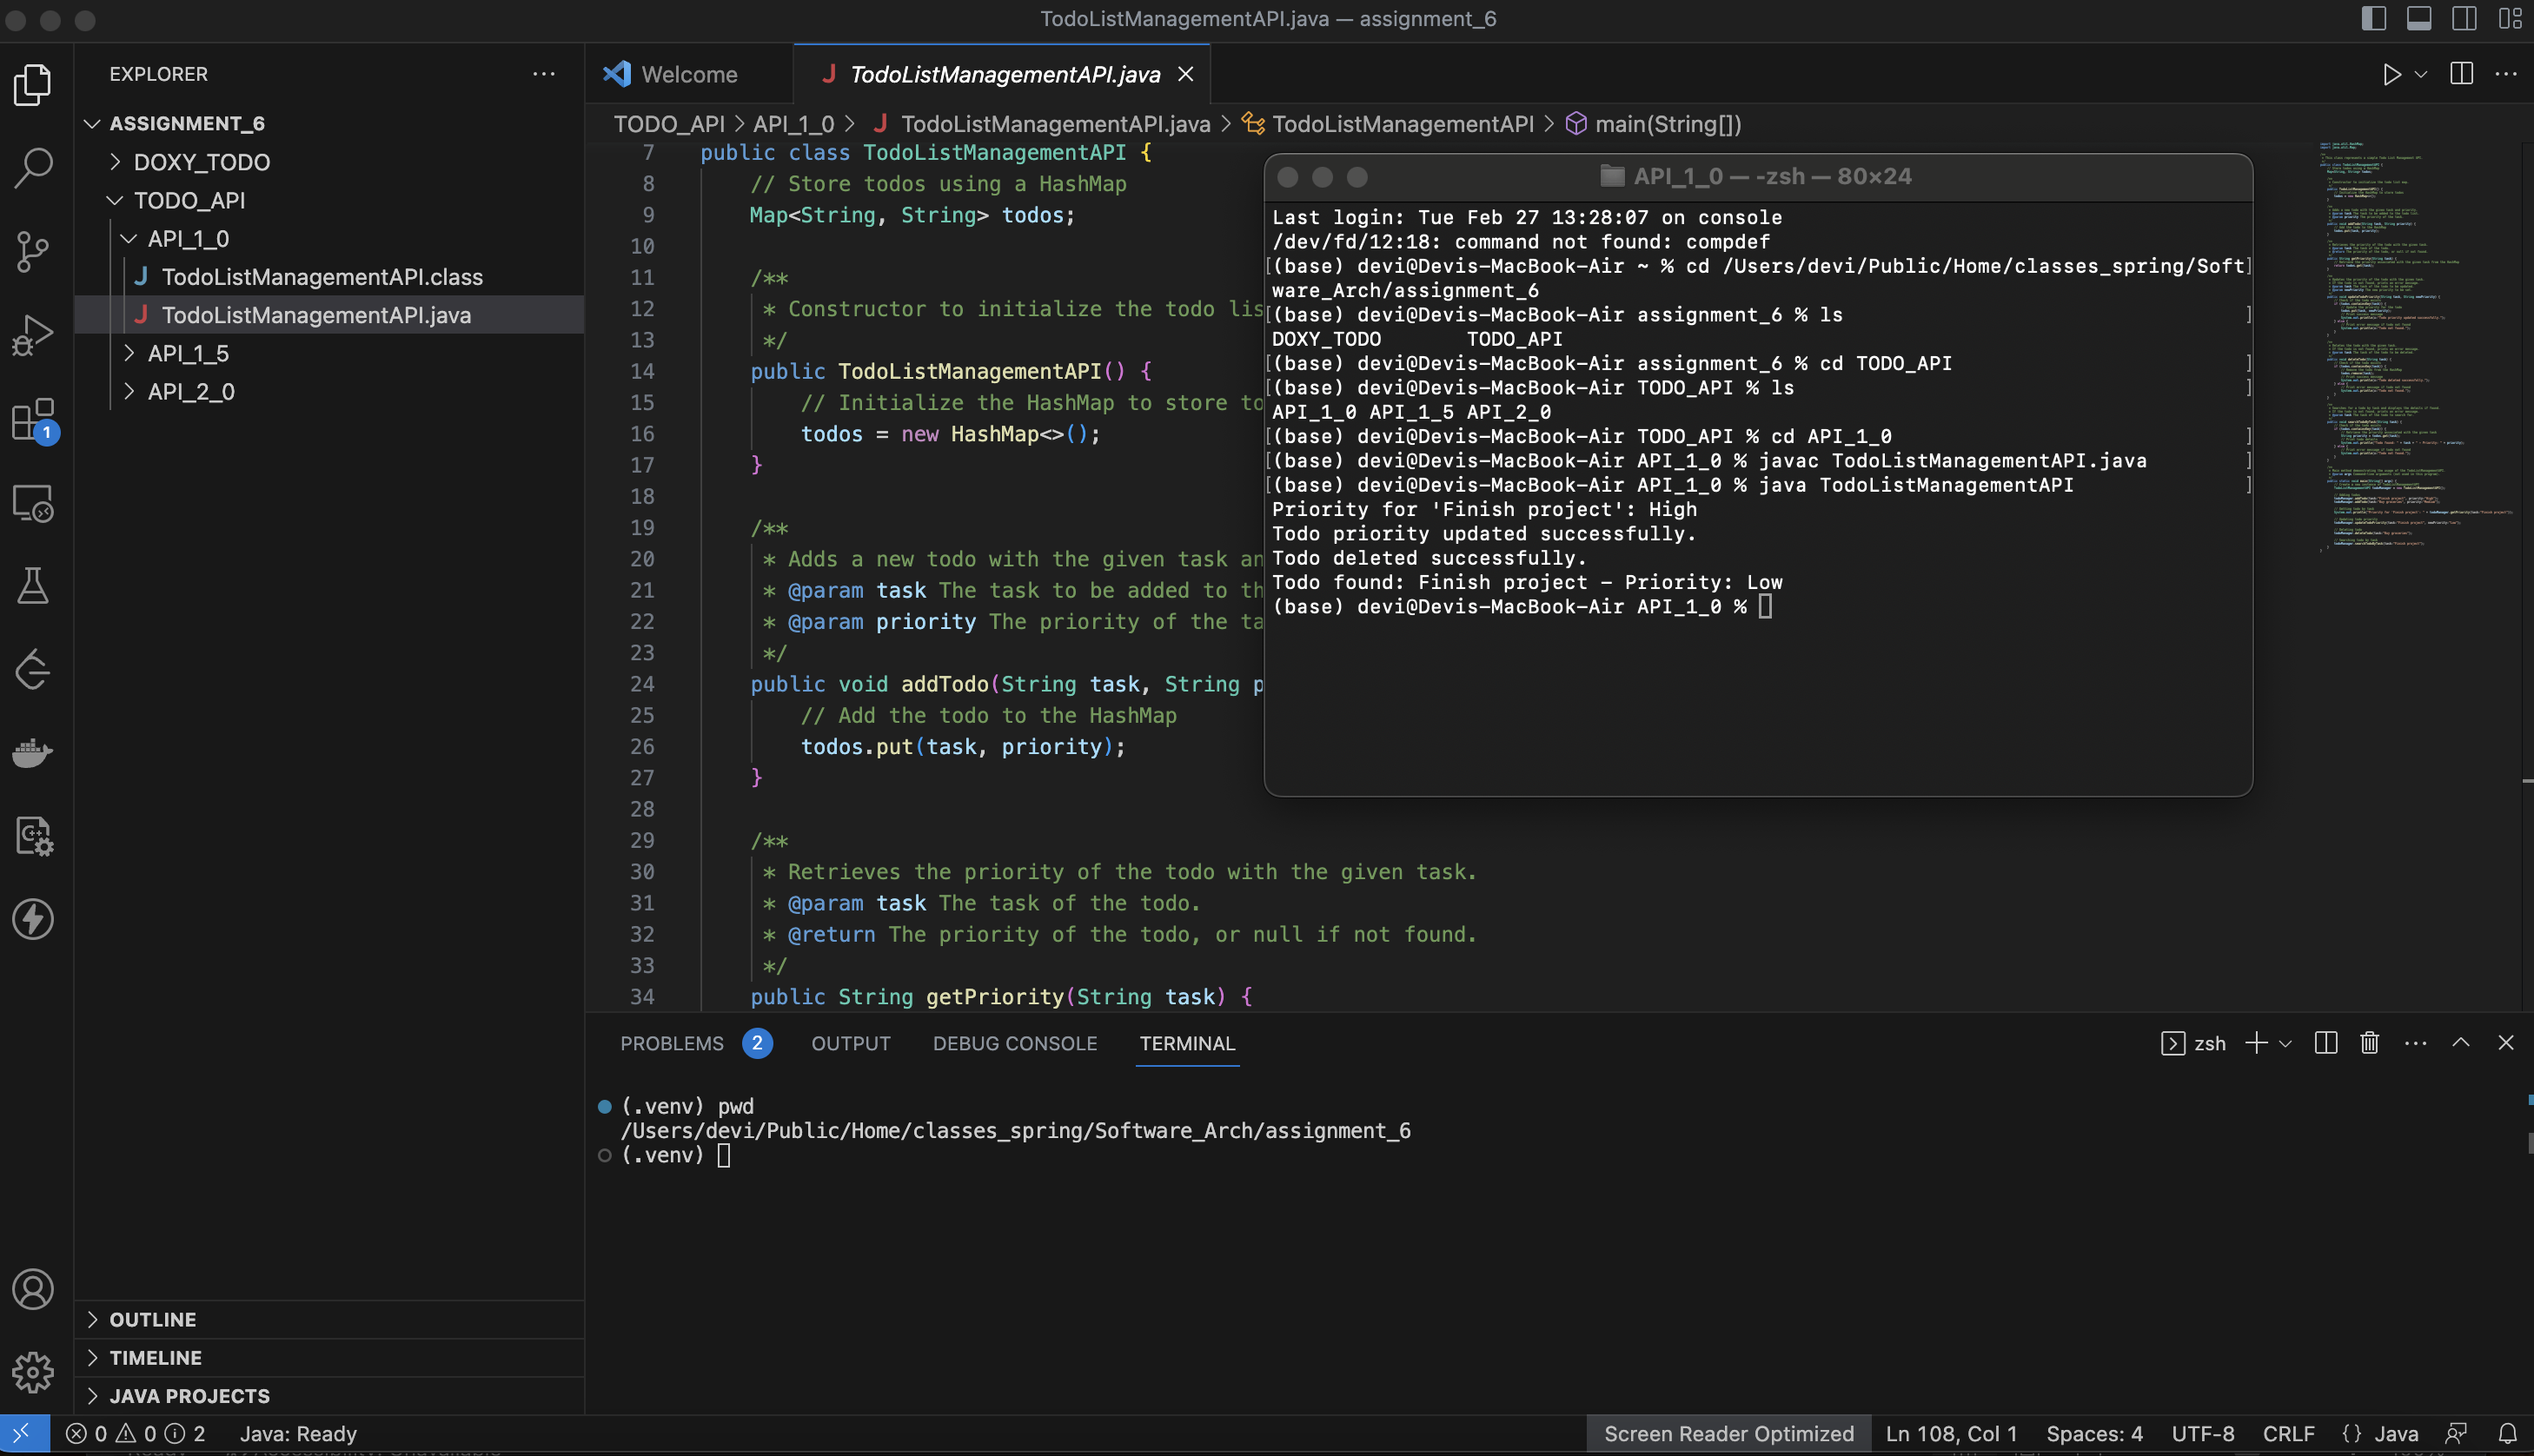 TodoListManagementAPI.java — assignment_6
EXPLORER
ASSIGNMENT_6
DOXY_TODO
TODO_API
API_1_0
TodoListManagementAPI.class
TodoListManagementAPI.java
API_1_5
API_2_0
OUTLINE
TIMELINE
JAVA PROJECTS
1
Welcome
TodoListManagementAPI.java
TODO_API > API_1_0 > J TodoListManagementAPI.java > TodoListManagementAPI > main(String[])
7 public class TodoListManagementAPI {
8 // Store todos using a HashMap
9 Map<String, String> todos;
10
11 /**
12 * Constructor to initialize the todo lis
13 */
14 public TodoListManagementAPI() {
15 // Initialize the HashMap to store to
16 todos = new HashMap<>();
17 }
18
19 /**
20 * Adds a new todo with the given task an
21 * @param task The task to be added to th
22 * @param priority The priority of the ta
23 */
24 public void addTodo(String task, String p
25 // Add the todo to the HashMap
26 todos.put(task, priority);
27 }
28
29 /**
30 * Retrieves the priority of the todo with the given task.
31 * @param task The task of the todo.
32 * @return The priority of the todo, or null if not found.
33 */
34 public String getPriority(String task) {
API_1_0 — -zsh — 80×24
Last login: Tue Feb 27 13:28:07 on console
/dev/fd/12:18: command not found: compdef
[(base) devi@Devis-MacBook-Air ~ % cd /Users/devi/Public/Home/classes_spring/Soft]
ware_Arch/assignment_6
[(base) devi@Devis-MacBook-Air assignment_6 % ls ]
DOXY_TODO TODO_API
[(base) devi@Devis-MacBook-Air assignment_6 % cd TODO_API ]
[(base) devi@Devis-MacBook-Air TODO_API % ls ]
API_1_0 API_1_5 API_2_0
[(base) devi@Devis-MacBook-Air TODO_API % cd API_1_0 ]
[(base) devi@Devis-MacBook-Air API_1_0 % javac TodoListManagementAPI.java ]
[(base) devi@Devis-MacBook-Air API_1_0 % java TodoListManagementAPI ]
Priority for 'Finish project': High
Todo priority updated successfully.
Todo deleted successfully.
Todo found: Finish project - Priority: Low
(base) devi@Devis-MacBook-Air API_1_0 %
PROBLEMS 2 OUTPUT DEBUG CONSOLE TERMINAL
zsh
(.venv) pwd
/Users/devi/Public/Home/classes_spring/Software_Arch/assignment_6
(.venv)
0 0 2 Java: Ready
Screen Reader Optimized Ln 108, Col 1 Spaces: 4 UTF-8 CRLF {} Java